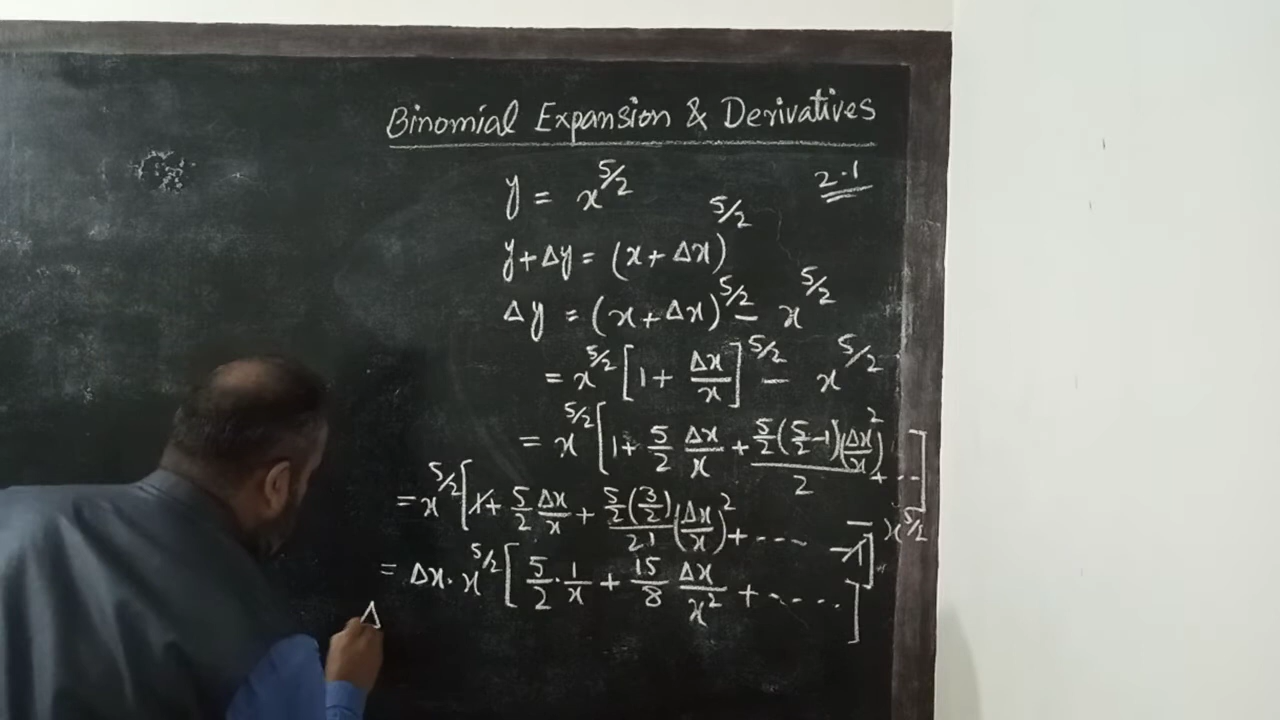 Binomial Expansion & Derivatives
y = x^5/2
2.1
y + Δy = (x + Δx)^5/2
Δy = (x + Δx)^5/2 − x^5/2
= x^5/2 [1 + Δx/x]^5/2 − x^5/2
= x^5/2 [1 + 5/2 Δx/x + 5/2(5/2 − 1)(Δx/x)^2/2 + ...] − x^5/2
= x^5/2 [1 + 5/2 Δx/x + 5/2(3/2)/2! (Δx/x)^2 + .... − 1]
= Δx . x^5/2 [5/2 . 1/x + 15/8 Δx/x^2 + .....]
Δ